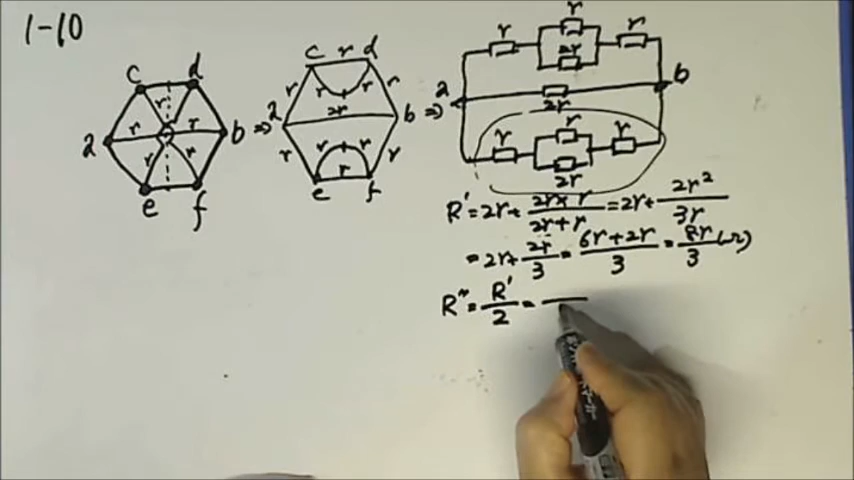 1-10
c d
a r r r b
r r
e f
⇒
c r d
r r r r
a 2r b
r r r r
e r f
⇒
r r r
2r
a b
2r
r r r
2r
R' = 2r + 2r×r / 2r+r = 2r + 2r² / 3r
= 2r + 2r / 3 = 6r+2r / 3 = 8r / 3 (Ω)
R" = R' / 2 =